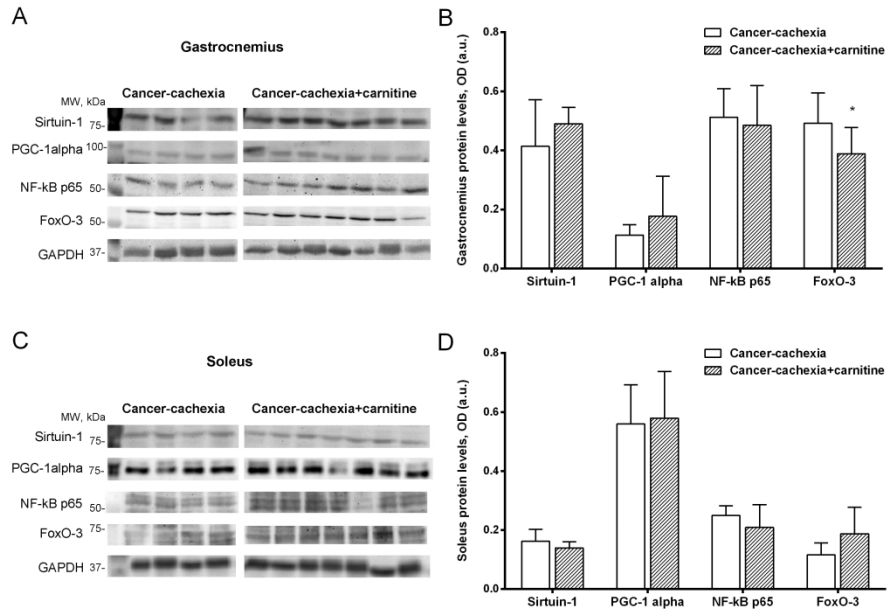 A
Gastrocnemius
Cancer-cachexia Cancer-cachexia+carnitine
MW, kDa
Sirtuin-1 75-
PGC-1alpha 100-
NF-kB p65 50-
FoxO-3 50-
GAPDH 37-
B
Cancer-cachexia
Cancer-cachexia+carnitine
Gastrocnemius protein levels, OD (a.u.)
0.8
0.6
0.4
0.2
0.0
*
Sirtuin-1 PGC-1 alpha NF-kB p65 FoxO-3
C
Soleus
Cancer-cachexia Cancer-cachexia+carnitine
MW, kDa
Sirtuin-1 75-
PGC-1alpha 75-
NF-kB p65 50-
FoxO-3 75-
GAPDH 37-
D
Cancer-cachexia
Cancer-cachexia+carnitine
Soleus protein levels, OD (a.u.)
0.8
0.6
0.4
0.2
0.0
Sirtuin-1 PGC-1 alpha NF-kB p65 FoxO-3